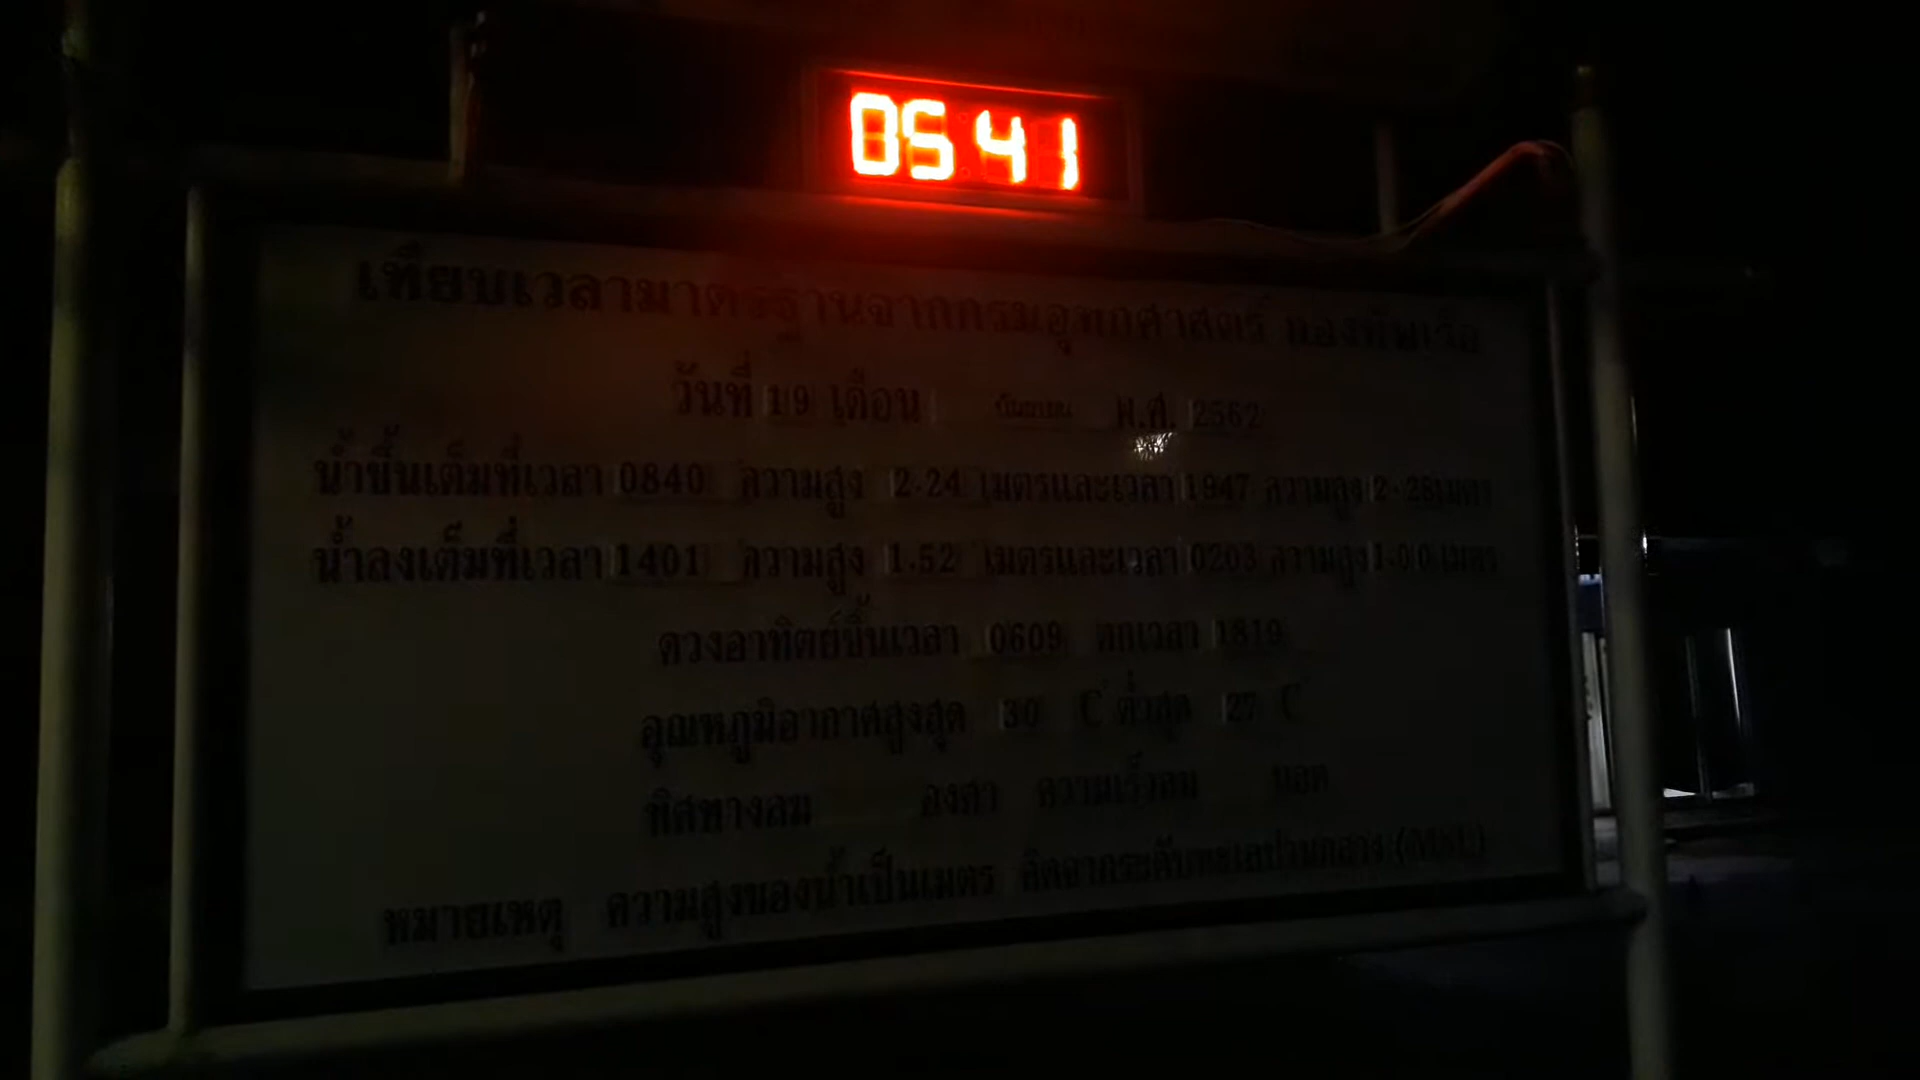 05 41
เทียบเวลามาตรฐานจากกรมอุทกศาสตร์ กองทัพเรือ
วันที่ 19 เดือน กันยายน พ.ศ. 2562
น้ำขึ้นเต็มที่เวลา 0840 ความสูง 2.24 เมตรและเวลา 1947 ความสูง 2.28 เมตร
น้ำลงเต็มที่เวลา 1401 ความสูง 1.52 เมตรและเวลา 0203 ความสูง 1.00 เมตร
ดวงอาทิตย์ขึ้นเวลา 0609 ตกเวลา 1819
อุณหภูมิอากาศสูงสุด 30 C ต่ำสุด 27 C
ทิศทางลม องศา ความเร็วลม นอต
หมายเหตุ ความสูงของน้ำเป็นเมตร คิดจากระดับทะเลปานกลาง (MSL)